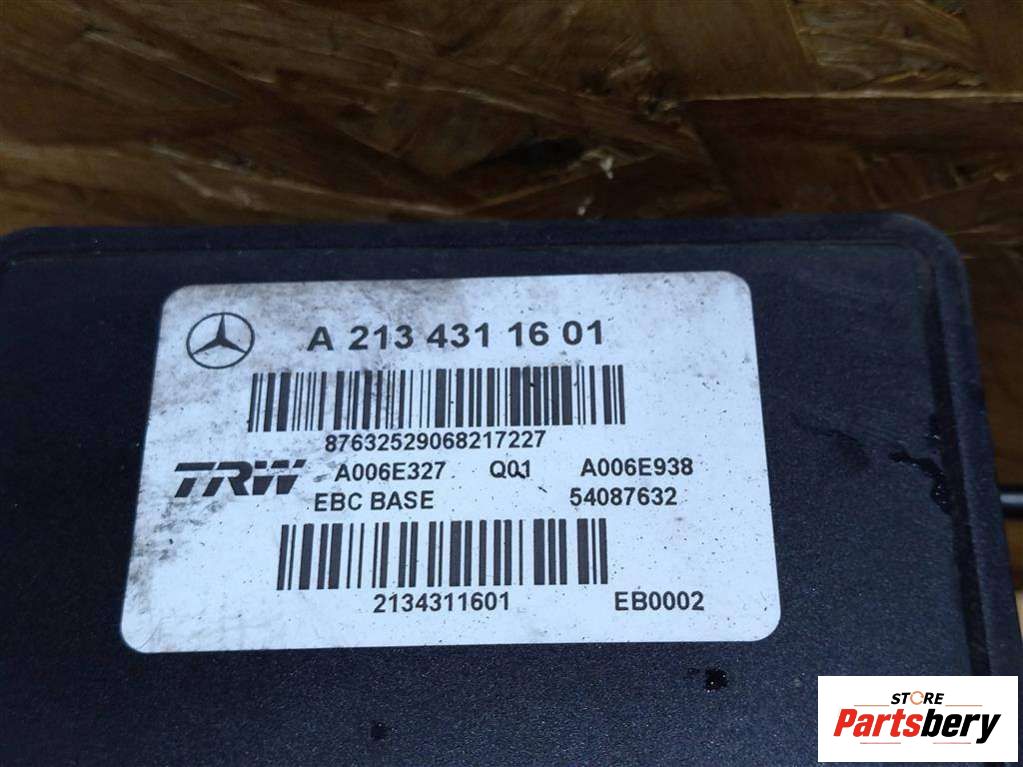 A 213 431 16 01
87632529068217227
TRW A006E327 Q01 A006E938
EBC BASE 54087632
2134311601 EB0002
STORE
Partsbery